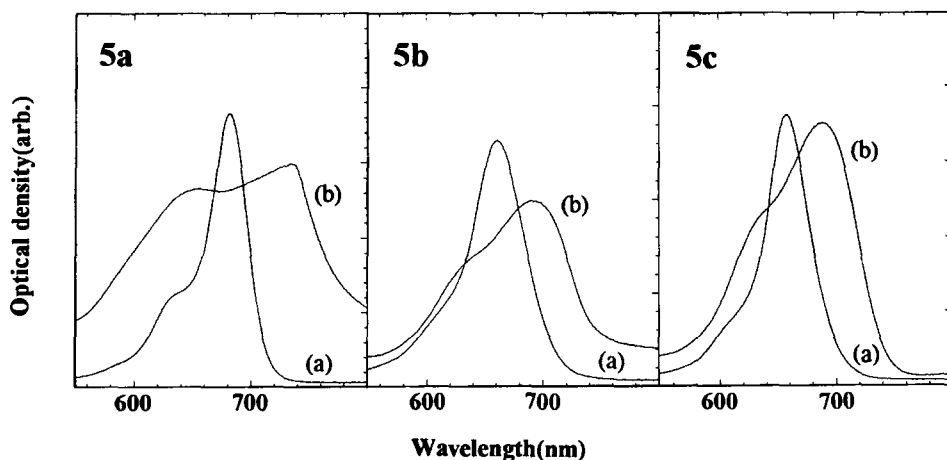 5a
5b
5c
Optical density(arb.)
(b)
(b)
(b)
(a)
(a)
(a)
600
700
600
700
600
700
Wavelength(nm)